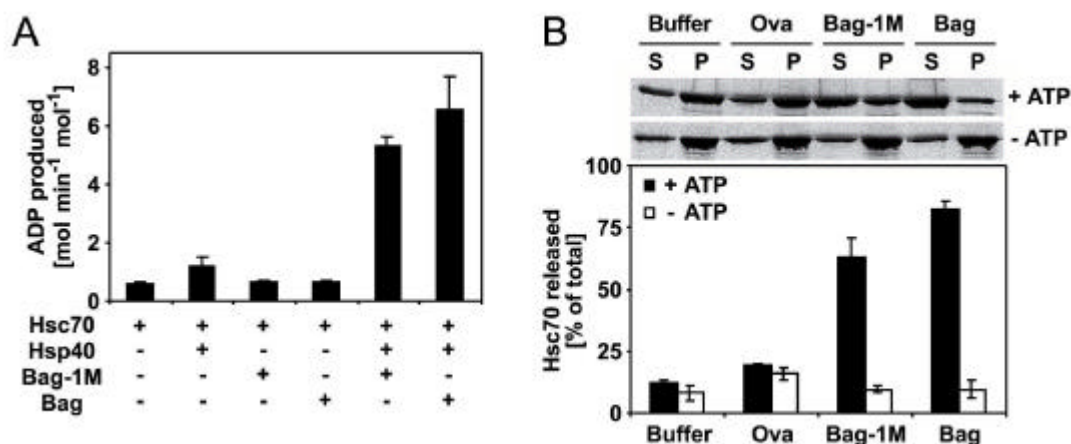 A
ADP produced
[mol min⁻¹ mol⁻¹]
8
6
4
2
0
Hsc70 + + + + + +
Hsp40 - + - - + +
Bag-1M - - + - + -
Bag - - - + - +
B
Buffer Ova Bag-1M Bag
S P S P S P S P
+ ATP
- ATP
Hsc70 released
[% of total]
100
75
50
25
0
+ ATP
- ATP
Buffer Ova Bag-1M Bag